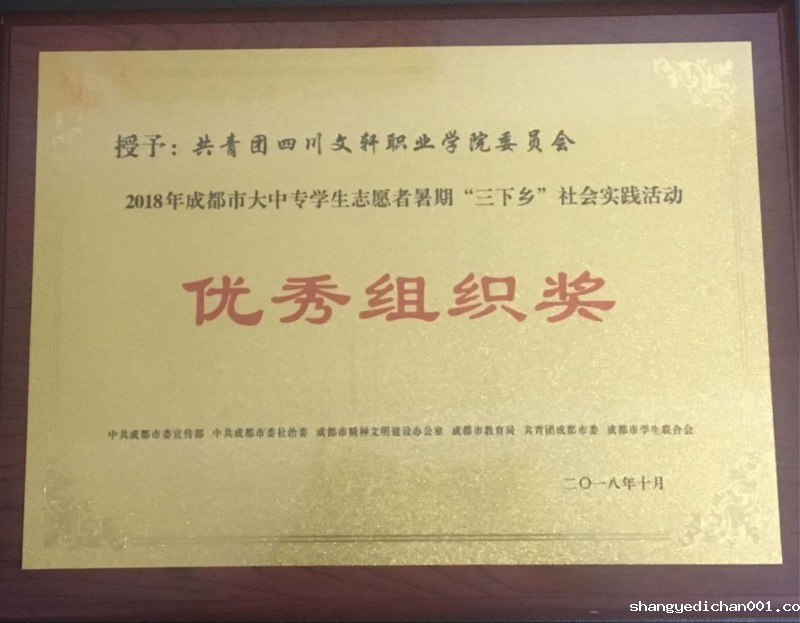 授予：共青团四川文轩职业学院委员会
2018年成都市大中专学生志愿者暑期“三下乡”社会实践活动
优秀组织奖
中共成都市委宣传部 中共成都市委社治委 成都市精神文明建设办公室 成都市教育局 共青团成都市委 成都市学生联合会
二〇一八年十月
shangyedichan001.co